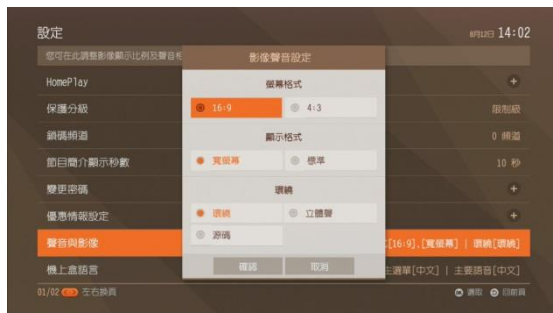 設定
8月12日 14:02
您可在此調整影像顯示比例及聲音相
影像聲音設定
HomePlay +
螢幕格式
保護分級 限制級
16:9 4:3
鎖碼頻道 0 頻道
顯示格式
節目簡介顯示秒數 10 秒
寬螢幕 標準
變更密碼 +
環繞
優惠情報設定 +
環繞 立體聲
聲音與影像 [16:9],[寬螢幕] | 環繞[環繞]
源碼
機上盒語言 主選單[中文] | 主要語音[中文]
確認 取消
01/02 左右換頁
選取 回前頁